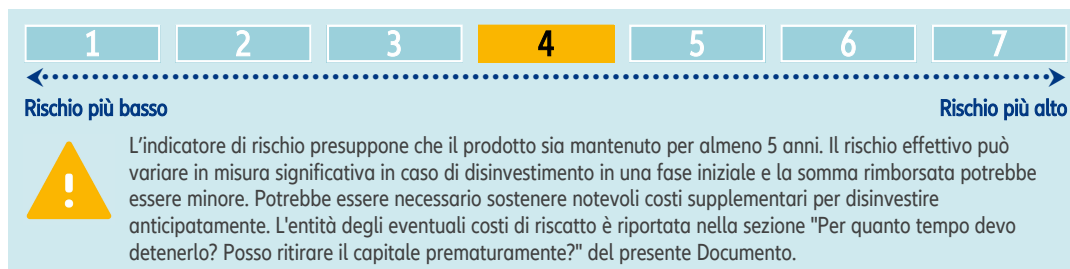 1 2 3 4 5 6 7
Rischio più basso Rischio più alto
L'indicatore di rischio presuppone che il prodotto sia mantenuto per almeno 5 anni. Il rischio effettivo può
variare in misura significativa in caso di disinvestimento in una fase iniziale e la somma rimborsata potrebbe
essere minore. Potrebbe essere necessario sostenere notevoli costi supplementari per disinvestire
anticipatamente. L'entità degli eventuali costi di riscatto è riportata nella sezione "Per quanto tempo devo
detenerlo? Posso ritirare il capitale prematuramente?" del presente Documento.